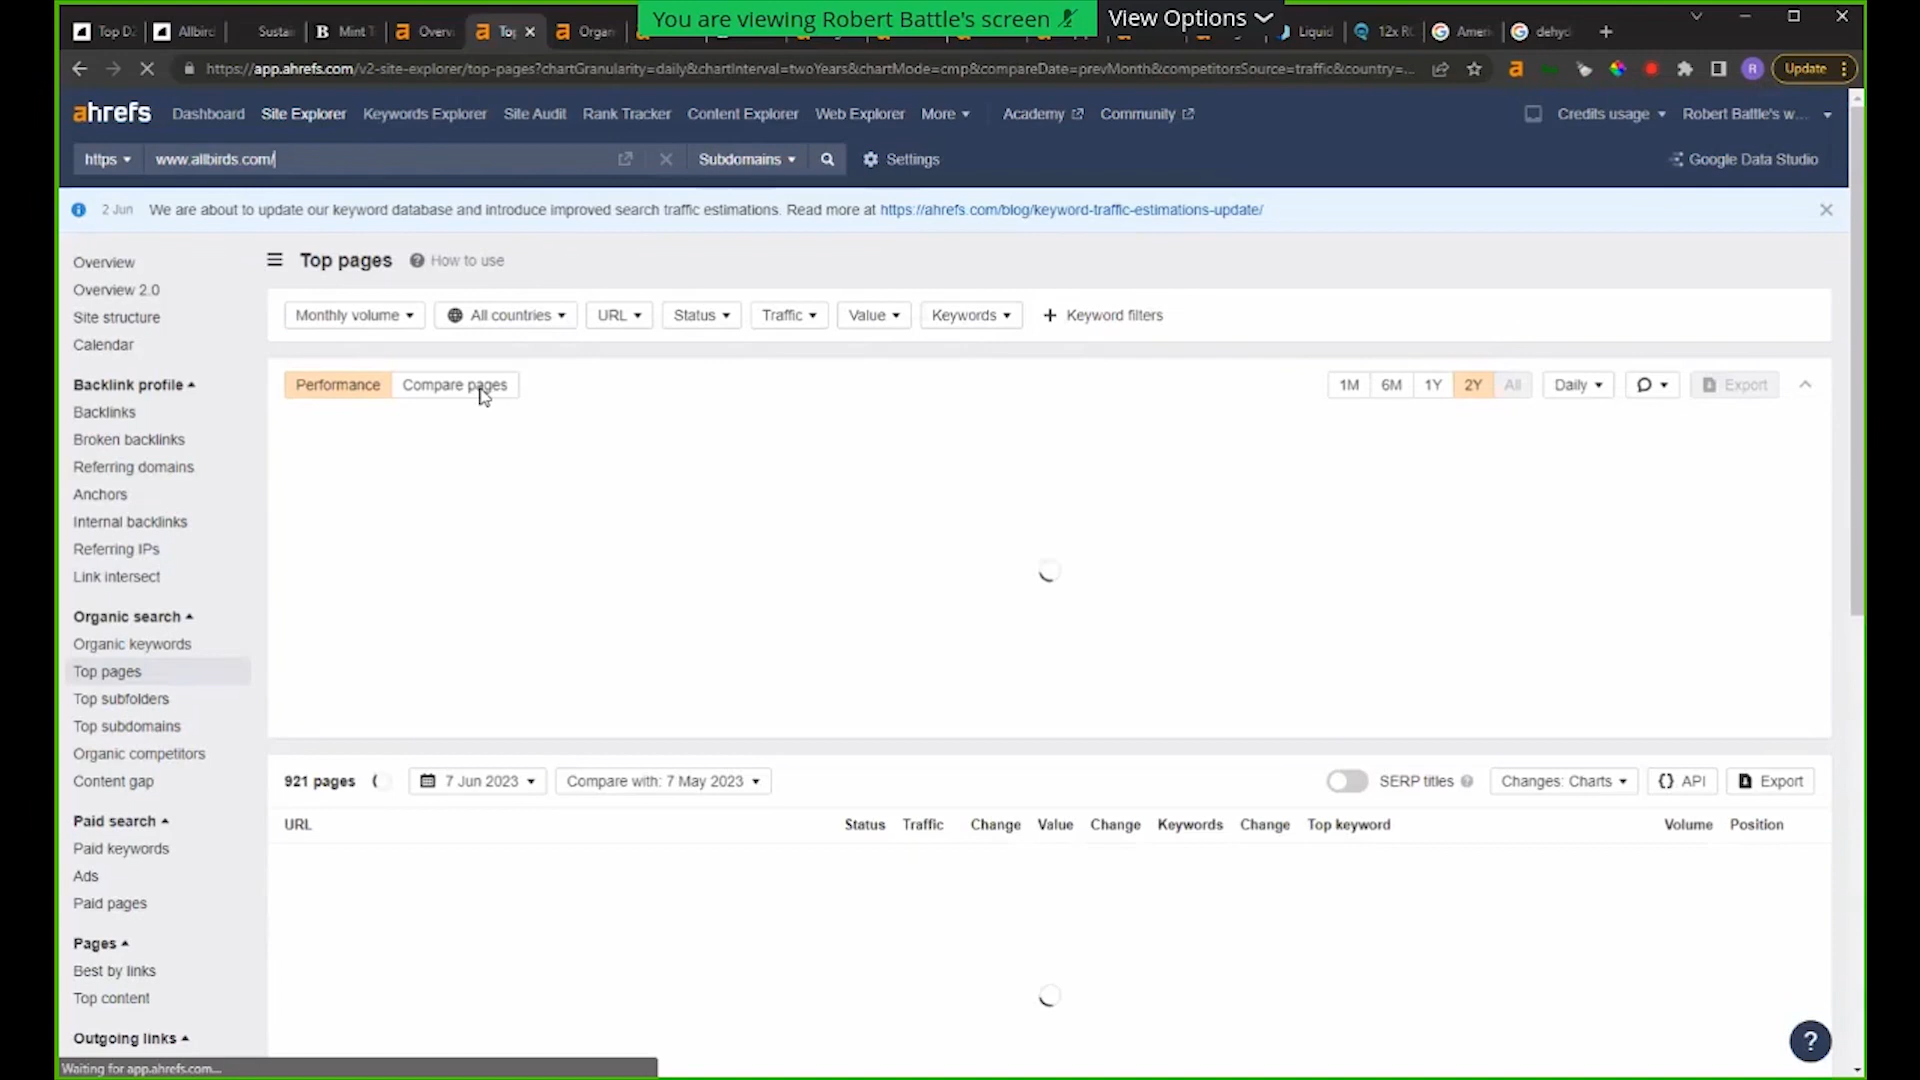 You are viewing Robert Battle's screen
View Options
Top D2
Allbird
Susta
Mint T
Overv
Top
Organ
Liquid
12x R
Ameri
dehyd
https://app.ahrefs.com/v2-site-explorer/top-pages?chartGranularity=daily&chartInterval=twoYears&chartMode=cmp&compareDate=prevMonth&competitorsSource=traffic&country=...
R
Update
ahrefs
Dashboard
Site Explorer
Keywords Explorer
Site Audit
Rank Tracker
Content Explorer
Web Explorer
More
Academy
Community
Credits usage
Robert Battle's w...
https
www.allbirds.com/
Subdomains
Settings
Google Data Studio
2 Jun We are about to update our keyword database and introduce improved search traffic estimations. Read more at https://ahrefs.com/blog/keyword-traffic-estimations-update/
Overview
Overview 2.0
Site structure
Calendar
Backlink profile
Backlinks
Broken backlinks
Referring domains
Anchors
Internal backlinks
Referring IPs
Link intersect
Organic search
Organic keywords
Top pages
Top subfolders
Top subdomains
Organic competitors
Content gap
Paid search
Paid keywords
Ads
Paid pages
Pages
Best by links
Top content
Outgoing links
Top pages
How to use
Monthly volume
All countries
URL
Status
Traffic
Value
Keywords
+ Keyword filters
Performance
Compare pages
1M
6M
1Y
2Y
All
Daily
Export
921 pages
7 Jun 2023
Compare with: 7 May 2023
SERP titles
Changes: Charts
{} API
Export
URL
Status
Traffic
Change
Value
Change
Keywords
Change
Top keyword
Volume
Position
?
Waiting for app.ahrefs.com...